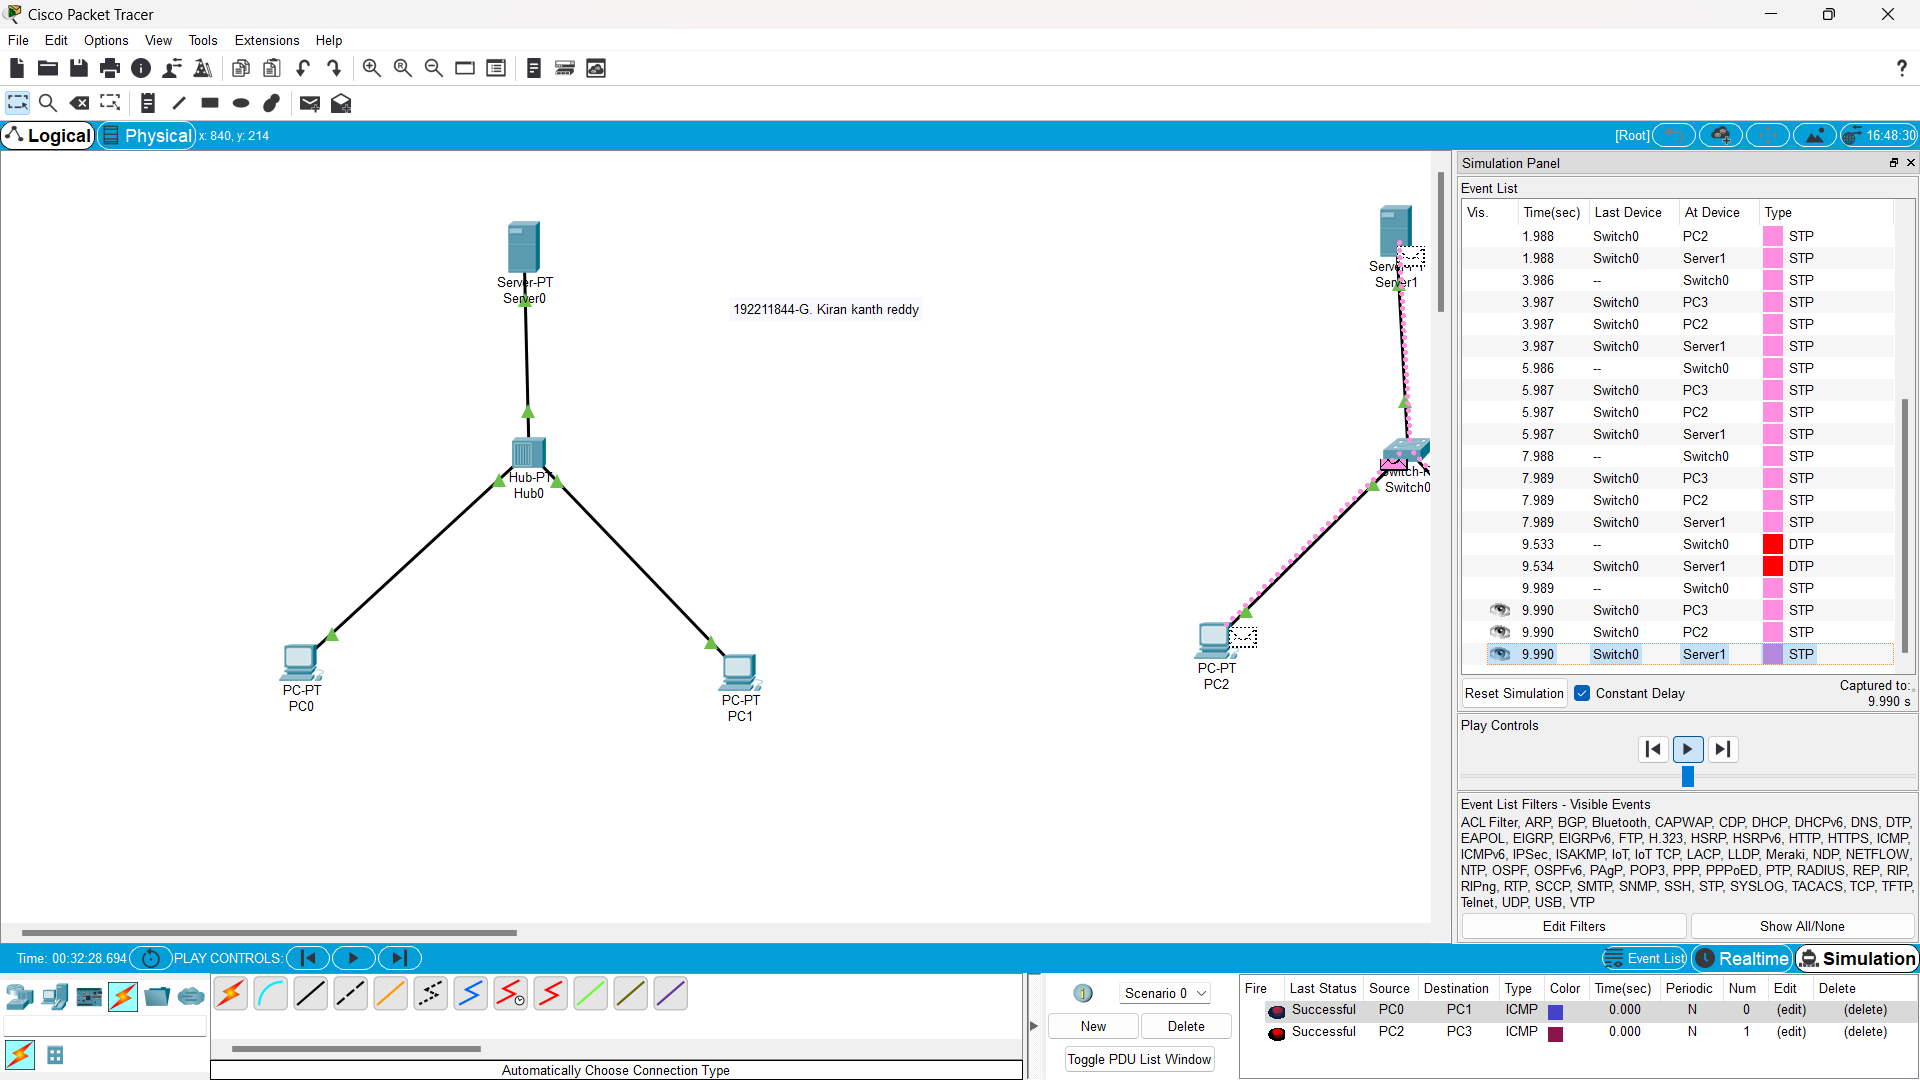 Cisco Packet Tracer
File Edit Options View Tools Extensions Help
?
Logical Physical x: 840, y: 214 [Root] 16:48:30
Server-PT
Server0
192211844-G. Kiran kanth reddy
Hub-PT
Hub0
PC-PT
PC0
PC-PT
PC1
Server1
Switch0
PC-PT
PC2
Simulation Panel
Event List
Vis. Time(sec) Last Device At Device Type
1.988 Switch0 PC2 STP
1.988 Switch0 Server1 STP
3.986 -- Switch0 STP
3.987 Switch0 PC3 STP
3.987 Switch0 PC2 STP
3.987 Switch0 Server1 STP
5.986 -- Switch0 STP
5.987 Switch0 PC3 STP
5.987 Switch0 PC2 STP
5.987 Switch0 Server1 STP
7.988 -- Switch0 STP
7.989 Switch0 PC3 STP
7.989 Switch0 PC2 STP
7.989 Switch0 Server1 STP
9.533 -- Switch0 DTP
9.534 Switch0 Server1 DTP
9.989 -- Switch0 STP
9.990 Switch0 PC3 STP
9.990 Switch0 PC2 STP
9.990 Switch0 Server1 STP
Reset Simulation Constant Delay Captured to:
9.990 s
Play Controls
Event List Filters - Visible Events
ACL Filter, ARP, BGP, Bluetooth, CAPWAP, CDP, DHCP, DHCPv6, DNS, DTP,
EAPOL, EIGRP, EIGRPv6, FTP, H.323, HSRP, HSRPv6, HTTP, HTTPS, ICMP,
ICMPv6, IPSec, ISAKMP, IoT, IoT TCP, LACP, LLDP, Meraki, NDP, NETFLOW,
NTP, OSPF, OSPFv6, PAgP, POP3, PPP, PPPoED, PTP, RADIUS, REP, RIP,
RIPng, RTP, SCCP, SMTP, SNMP, SSH, STP, SYSLOG, TACACS, TCP, TFTP,
Telnet, UDP, USB, VTP
Edit Filters Show All/None
Time: 00:32:28.694 PLAY CONTROLS: Event List Realtime Simulation
Scenario 0
New Delete
Toggle PDU List Window
Fire Last Status Source Destination Type Color Time(sec) Periodic Num Edit Delete
Successful PC0 PC1 ICMP 0.000 N 0 (edit) (delete)
Successful PC2 PC3 ICMP 0.000 N 1 (edit) (delete)
Automatically Choose Connection Type